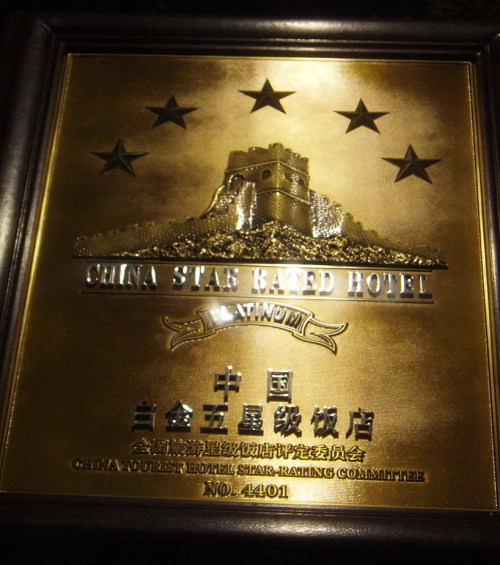 CHINA STAR RATED HOTEL
PLATINUM
中国
白金五星级饭店
全国旅游星级饭店评定委员会
CHINA TOURIST HOTEL STAR-RATING COMMITTEE
NO. 4401